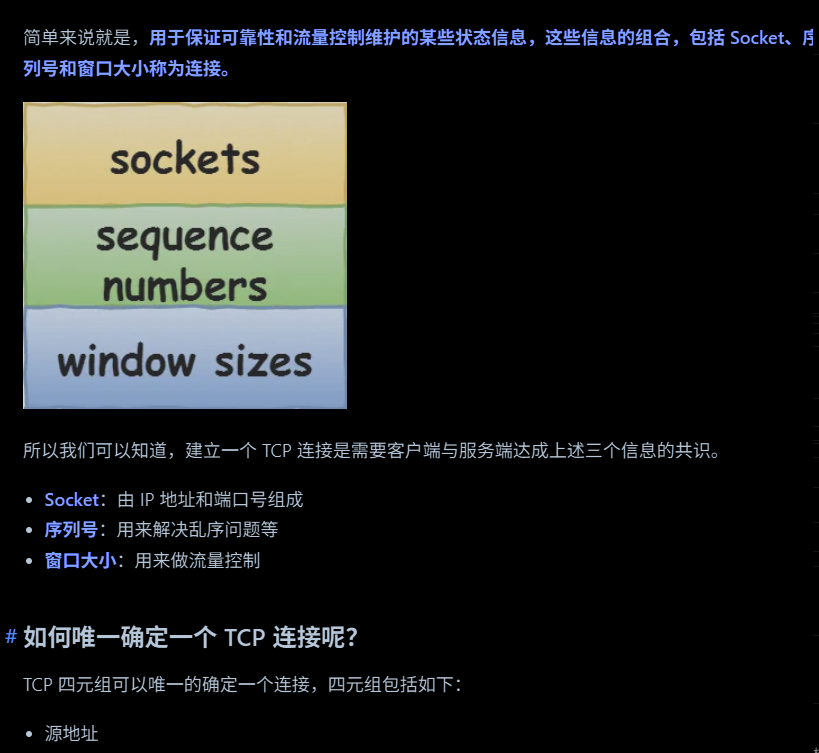 简单来说就是，用于保证可靠性和流量控制维护的某些状态信息，这些信息的组合，包括 Socket、序
列号和窗口大小称为连接。
sockets
sequence
numbers
window sizes
所以我们可以知道，建立一个 TCP 连接是需要客户端与服务端达成上述三个信息的共识。
• Socket：由 IP 地址和端口号组成
• 序列号：用来解决乱序问题等
• 窗口大小：用来做流量控制
# 如何唯一确定一个 TCP 连接呢？
TCP 四元组可以唯一的确定一个连接，四元组包括如下：
• 源地址